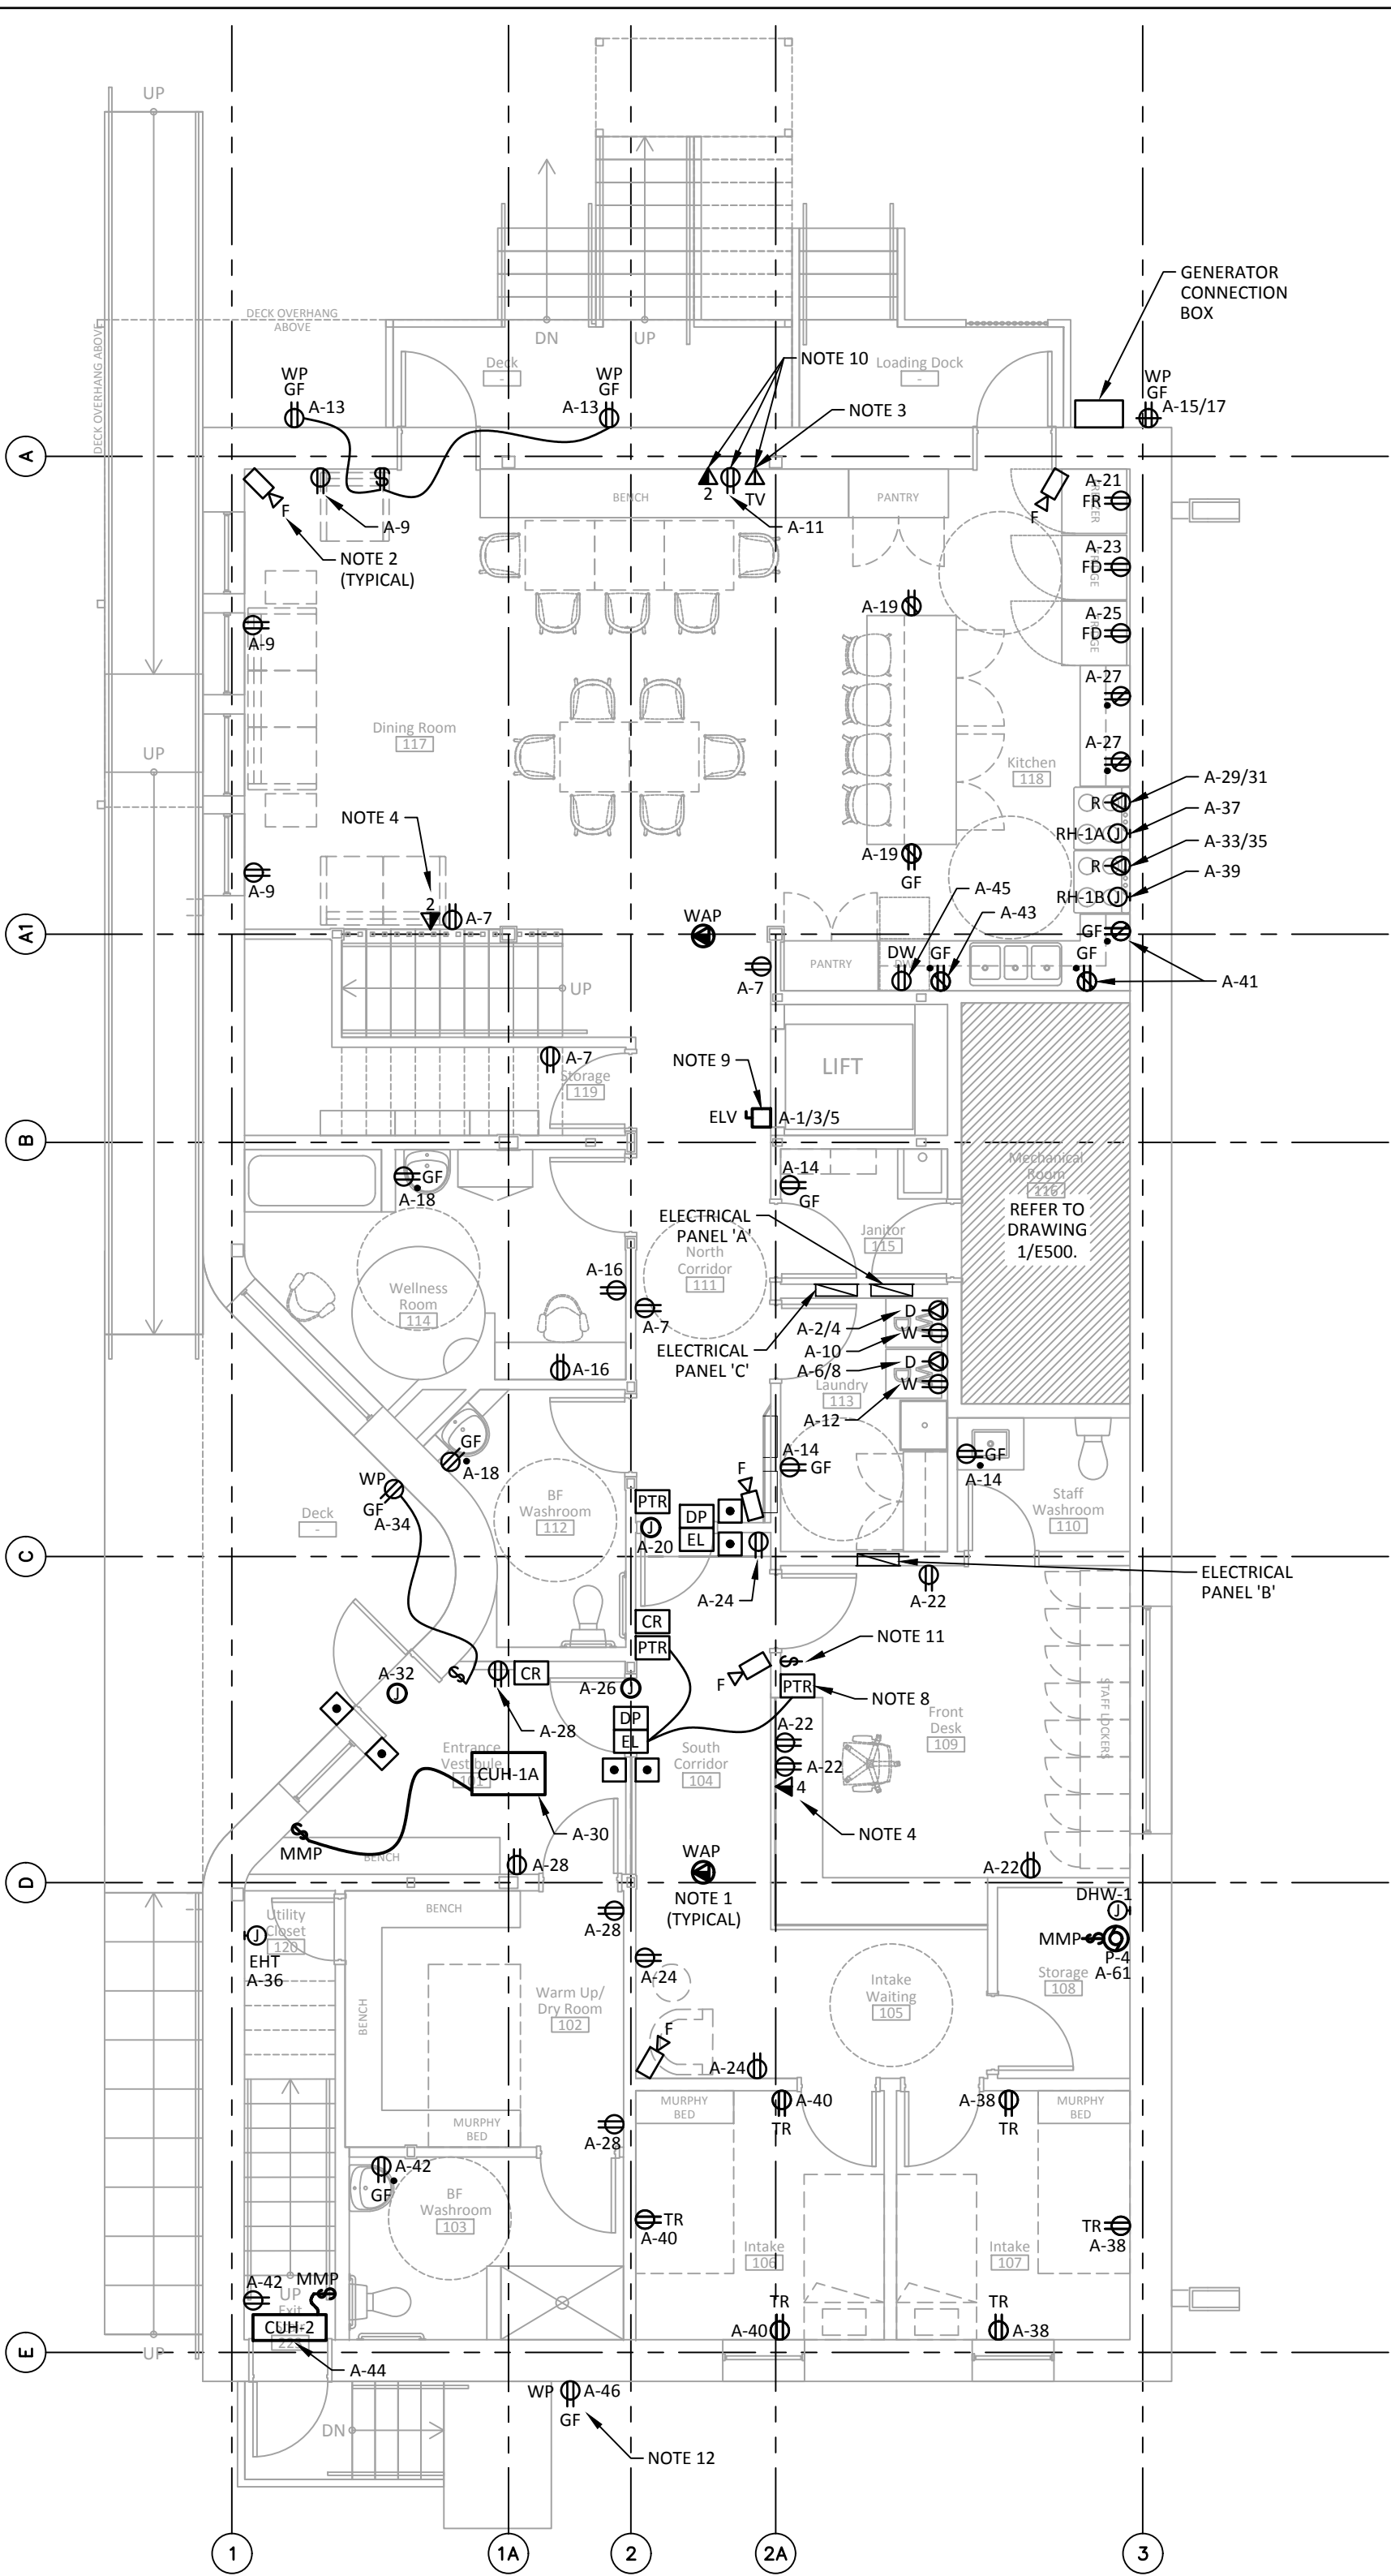 UP
GENERATOR
CONNECTION
BOX
DECK OVERHANG
ABOVE
DECK OVERHANG ABOVE
DN
UP
Deck
-
NOTE 10
Loading Dock
-
WP
GF
A-13
WP
GF
A-13
NOTE 3
WP
GF
A-15/17
A
F
A-9
NOTE 2
(TYPICAL)
BENCH
2
TV
A-11
PANTRY
F
A-21
FR
A-23
FD
A-25
FD
A-9
A-19
A-27
Dining Room
117
UP
A-27
Kitchen
118
A-29/31
R
A-37
RH-1A
NOTE 4
A-33/35
R
A-19
GF
A-39
RH-1B
A-9
2
A-7
WAP
A-45
A-43
A1
GF
A-7
PANTRY
DW
GF
GF
A-41
UP
A-7
Storage
119
NOTE 9
LIFT
ELV
A-1/3/5
B
Mechanical
Room
116
REFER TO
DRAWING
1/E500.
GF
A-18
A-14
GF
ELECTRICAL
PANEL 'A'
Janitor
115
North
Corridor
111
A-16
Wellness
Room
114
A-7
A-2/4
D
A-10
W
ELECTRICAL
PANEL 'C'
A-6/8
D
A-16
Laundry
113
W
A-12
GF
A-18
A-14
GF
GF
A-14
WP
GF
A-34
BF
Washroom
112
Staff
Washroom
110
Deck
-
PTR
J
A-20
DP
EL
F
C
A-24
A-22
ELECTRICAL
PANEL 'B'
CR
PTR
NOTE 11
A-32
J
CR
A-28
A-26
J
F
PTR
NOTE 8
DP
EL
A-22
Front
Desk
109
STAFF LOCKERS
Entrance
Vestibule
101
CUH-1A
South
Corridor
104
A-22
4
A-30
NOTE 4
MMP
BENCH
A-28
WAP
A-22
D
NOTE 1
(TYPICAL)
DHW-1
J
Utility
Closet
120
BENCH
A-28
J
EHT
A-36
MMP
P-4
A-61
A-24
Intake
Waiting
105
Storage
108
Warm Up/
Dry Room
102
BENCH
F
A-24
MURPHY
BED
MURPHY
BED
A-40
TR
A-38
TR
MURPHY
BED
A-28
A-42
GF
BF
Washroom
103
TR
A-40
TR
A-38
Intake
106
Intake
107
A-42
MMP
UP
Exit
CUH-2
TR
A-40
TR
A-38
E
UP
A-44
WP
A-46
GF
DN
NOTE 12
1
1A
2
2A
3